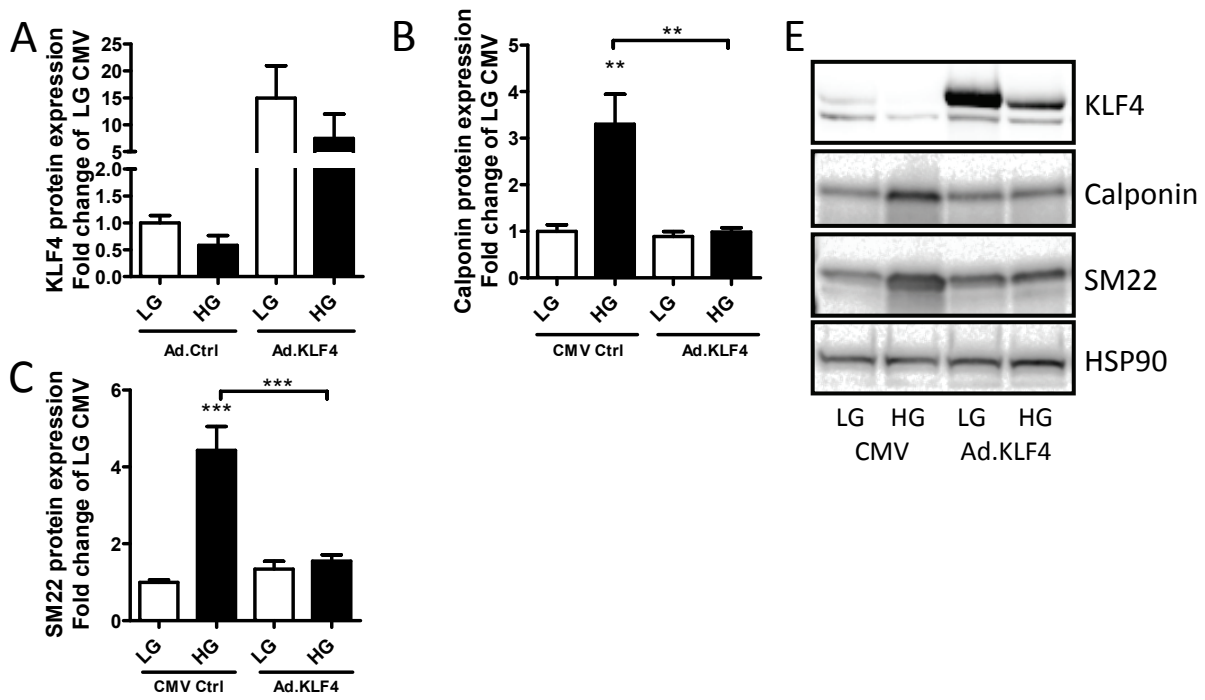 A
KLF4 protein expression
Fold change of LG CMV
25
20
15
10
5
2.0
1.5
1.0
0.5
0.0
LG
HG
LG
HG
Ad.Ctrl
Ad.KLF4
B
Calponin protein expression
Fold change of LG CMV
5
4
3
2
1
0
**
**
LG
HG
LG
HG
CMV Ctrl
Ad.KLF4
C
SM22 protein expression
Fold change of LG CMV
6
4
2
0
***
***
LG
HG
LG
HG
CMV Ctrl
Ad.KLF4
E
KLF4
Calponin
SM22
HSP90
LG HG LG HG
CMV Ad.KLF4